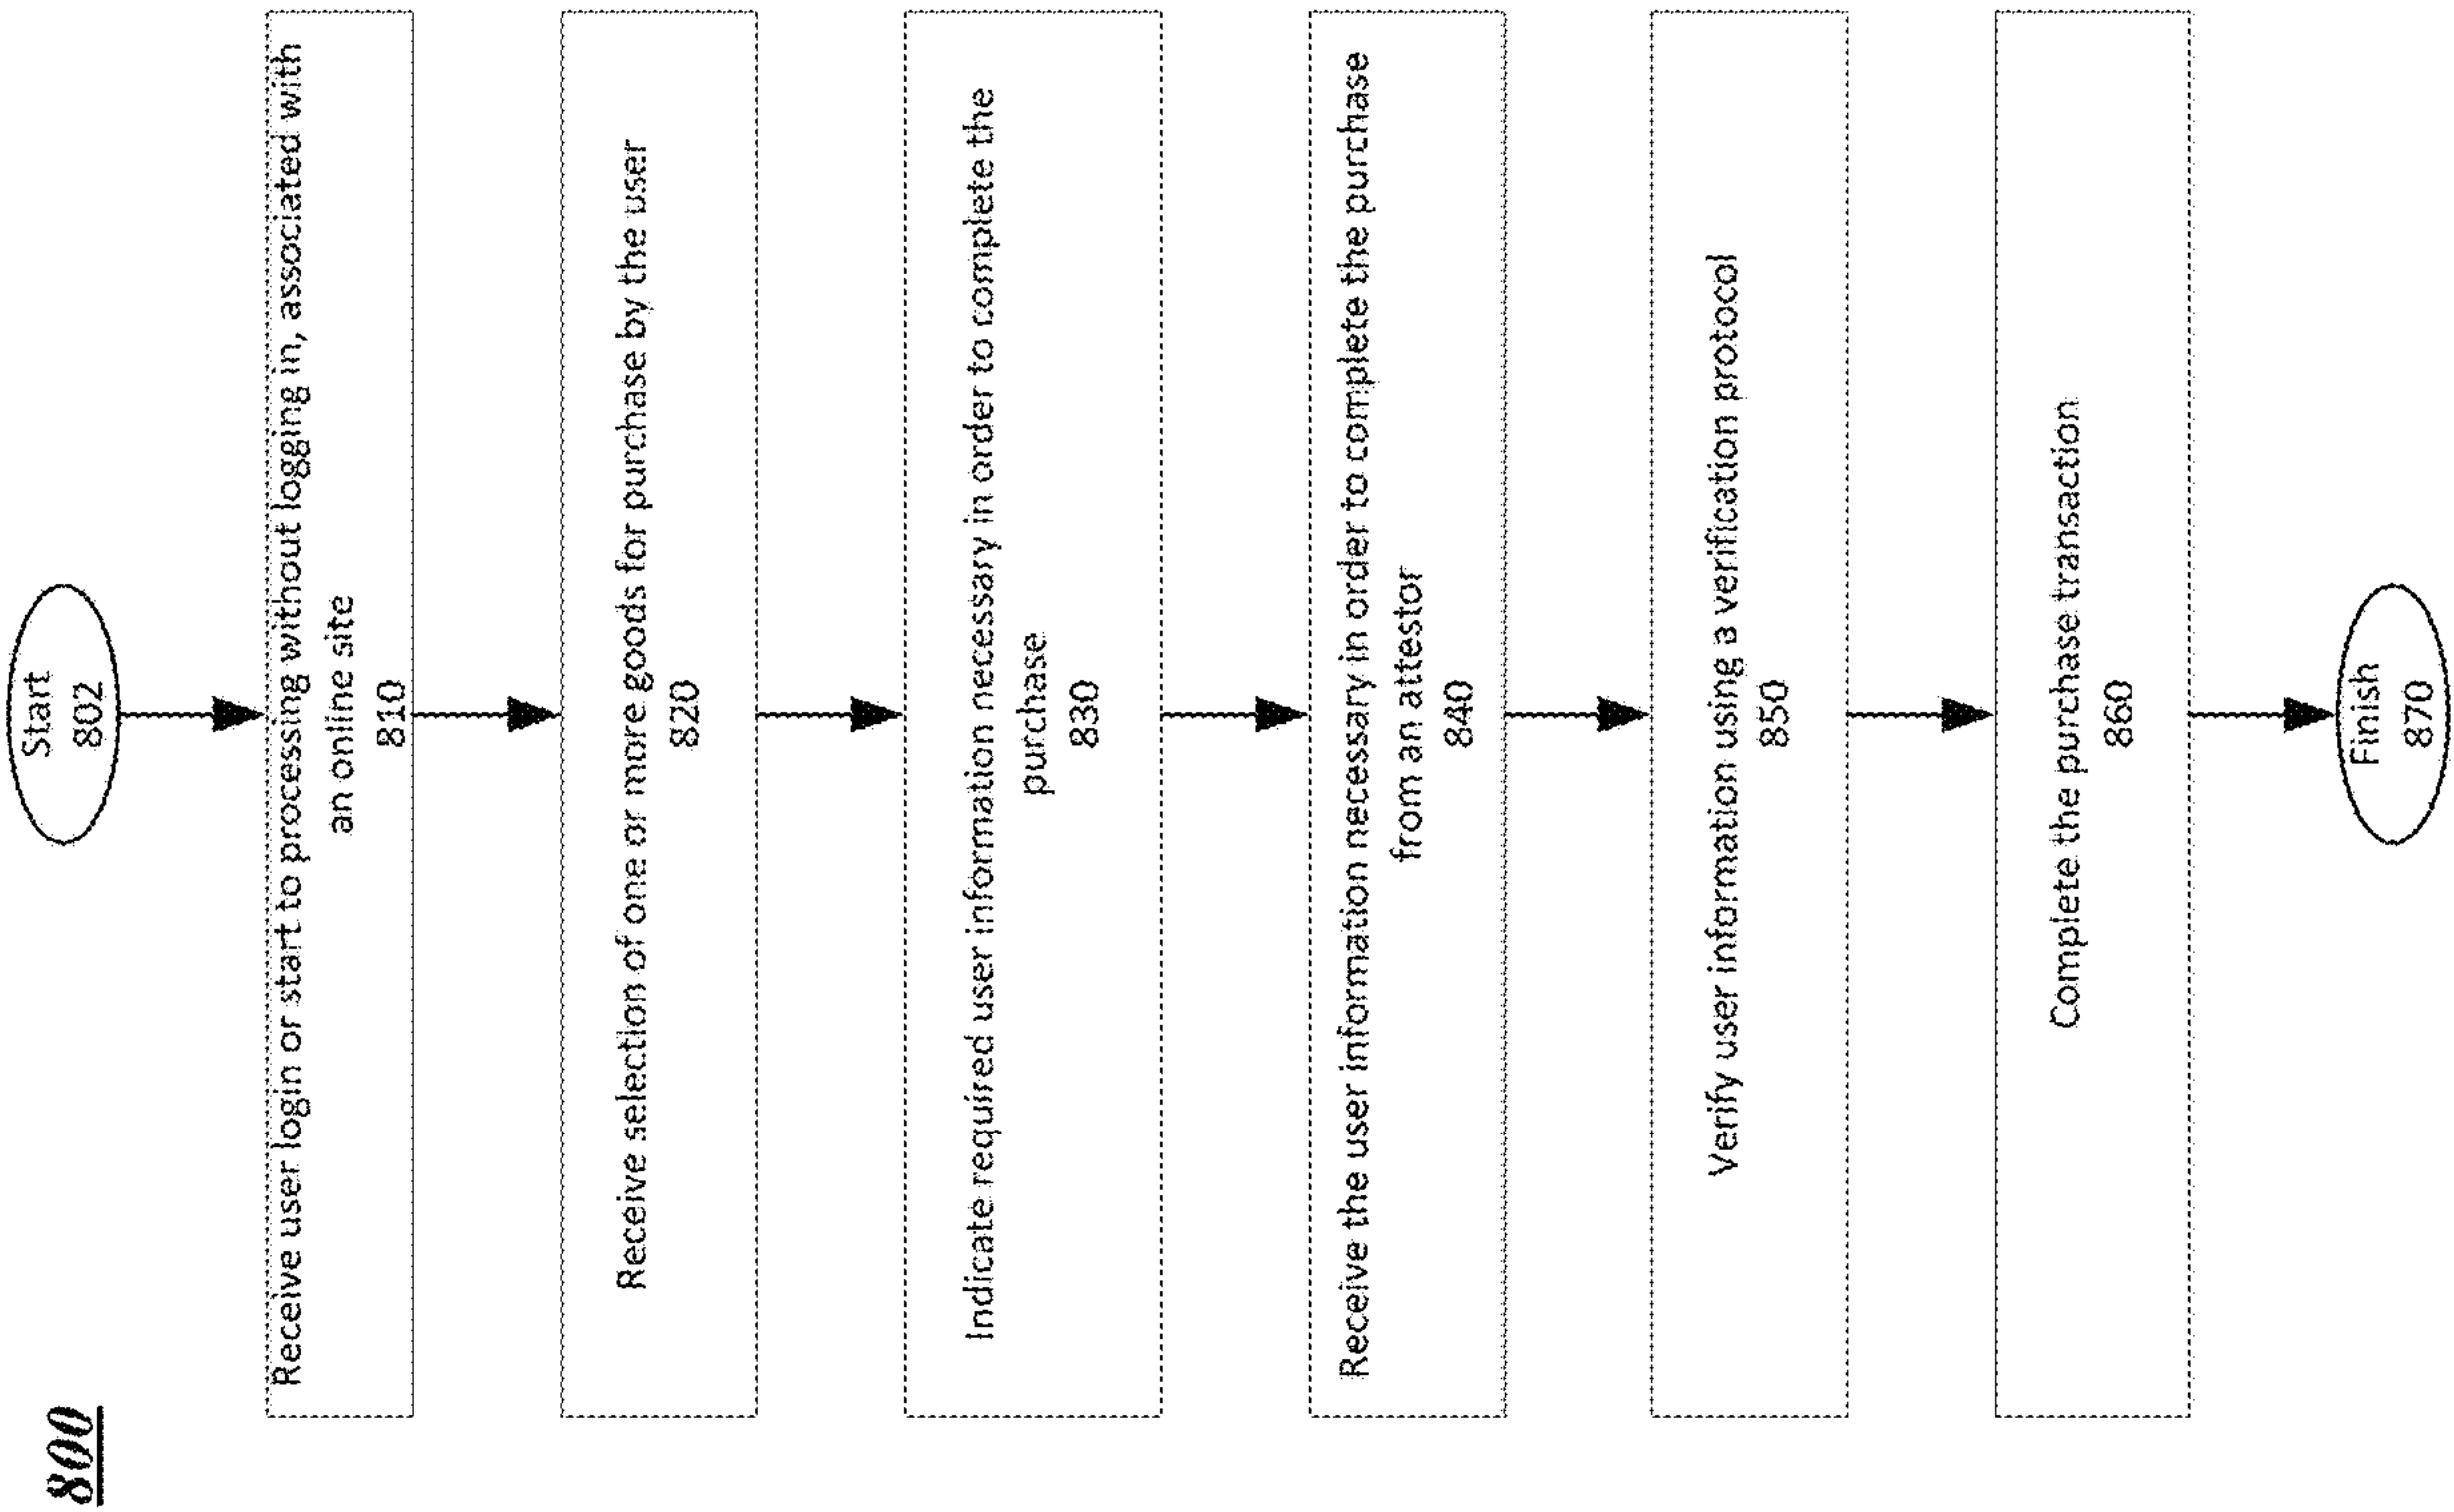 800
Start
802
Receive user login or start to processing without logging in, associated with
an online site
810
Receive selection of one or more goods for purchase by the user
820
Indicate required user information necessary in order to complete the
purchase
830
Receive the user information necessary in order to complete the purchase
from an attestor
840
Verify user information using a verification protocol
850
Complete the purchase transaction
860
Finish
870